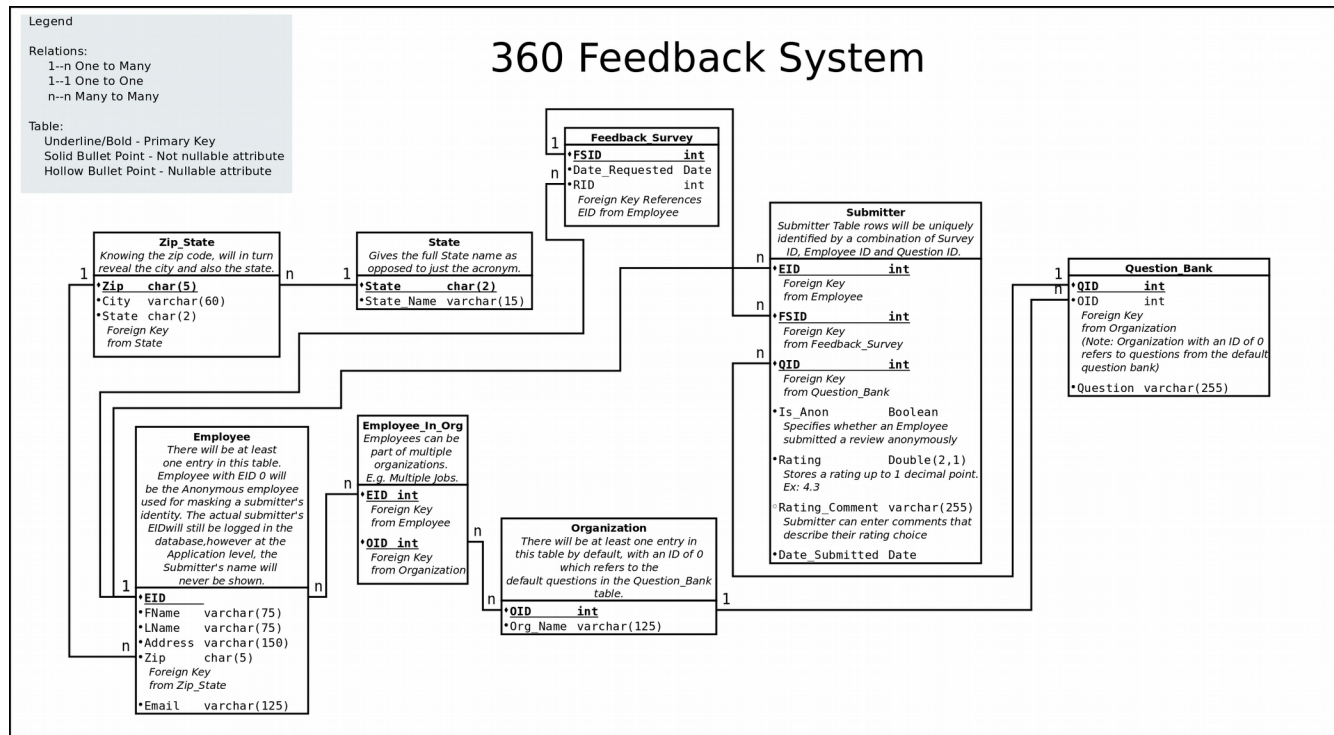 Legend
Relations:
1--n One to Many
1--1 One to One
n--n Many to Many
Table:
Underline/Bold - Primary Key
Solid Bullet Point - Not nullable attribute
Hollow Bullet Point - Nullable attribute
360 Feedback System
Feedback_Survey
1
FSID int
Date_Requested Date
n
RID int
Foreign Key References
EID from Employee
Zip_State
Knowing the zip code, will in turn
reveal the city and also the state.
1
Zip char(5)
City varchar(60)
State char(2)
Foreign Key
from State
n
1
State
Gives the full State name as
opposed to just the acronym.
State char(2)
State_Name varchar(15)
Submitter
Submitter Table rows will be uniquely
identified by a combination of Survey
ID, Employee ID and Question ID.
n
EID int
Foreign Key
from Employee
n
FSID int
Foreign Key
from Feedback_Survey
n
QID int
Foreign Key
from Question_Bank
Is_Anon Boolean
Specifies whether an Employee
submitted a review anonymously
Rating Double(2,1)
Stores a rating up to 1 decimal point.
Ex: 4.3
Rating_Comment varchar(255)
Submitter can enter comments that
describe their rating choice
Date_Submitted Date
Question_Bank
1
QID int
n
OID int
Foreign Key
from Organization
(Note: Organization with an ID of 0
refers to questions from the default
question bank)
Question varchar(255)
Employee
There will be at least
one entry in this table.
Employee with EID 0 will
be the Anonymous employee
used for masking a submitter's
identity. The actual submitter's
EIDwill still be logged in the
database,however at the
Application level, the
Submitter's name will
never be shown.
1
n
EID
FName varchar(75)
LName varchar(75)
Address varchar(150)
n
Zip char(5)
Foreign Key
from Zip_State
Email varchar(125)
Employee_In_Org
Employees can be
part of multiple
organizations.
E.g. Multiple Jobs.
n
EID int
Foreign Key
from Employee
n
OID int
Foreign Key
from Organization
Organization
There will be at least one entry in
this table by default, with an ID of 0
which refers to the
default questions in the Question_Bank
table.
n
1
OID int
Org_Name varchar(125)